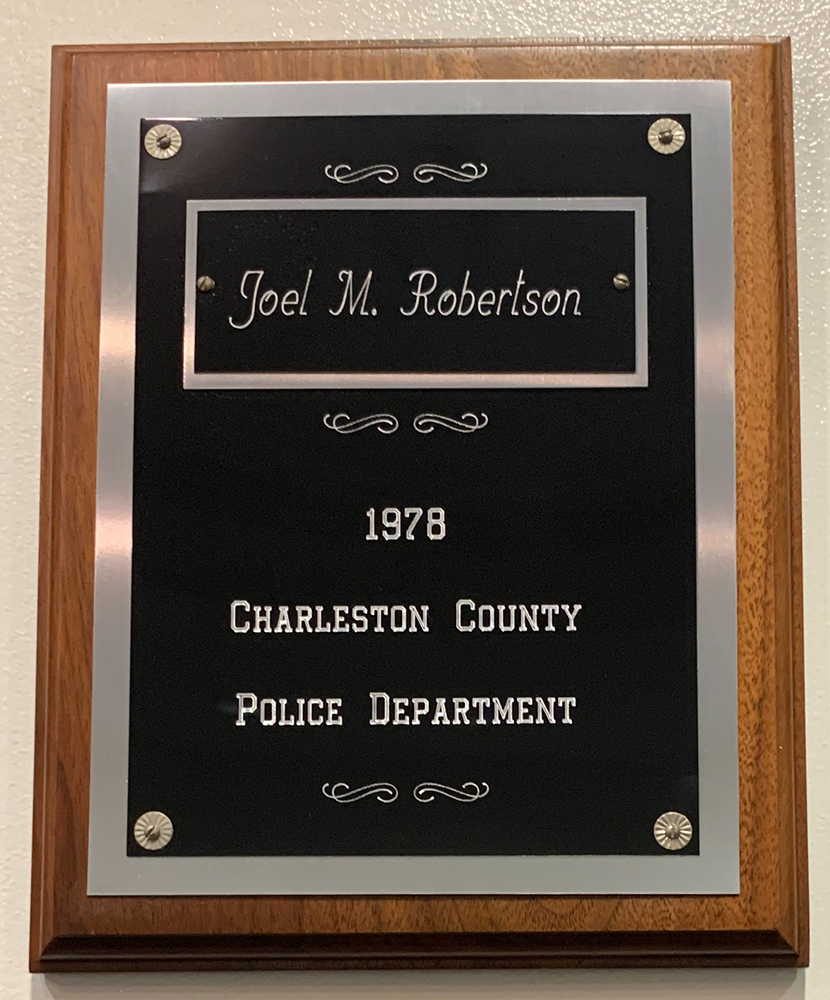 Joel M. Robertson
1978
CHARLESTON COUNTY
POLICE DEPARTMENT